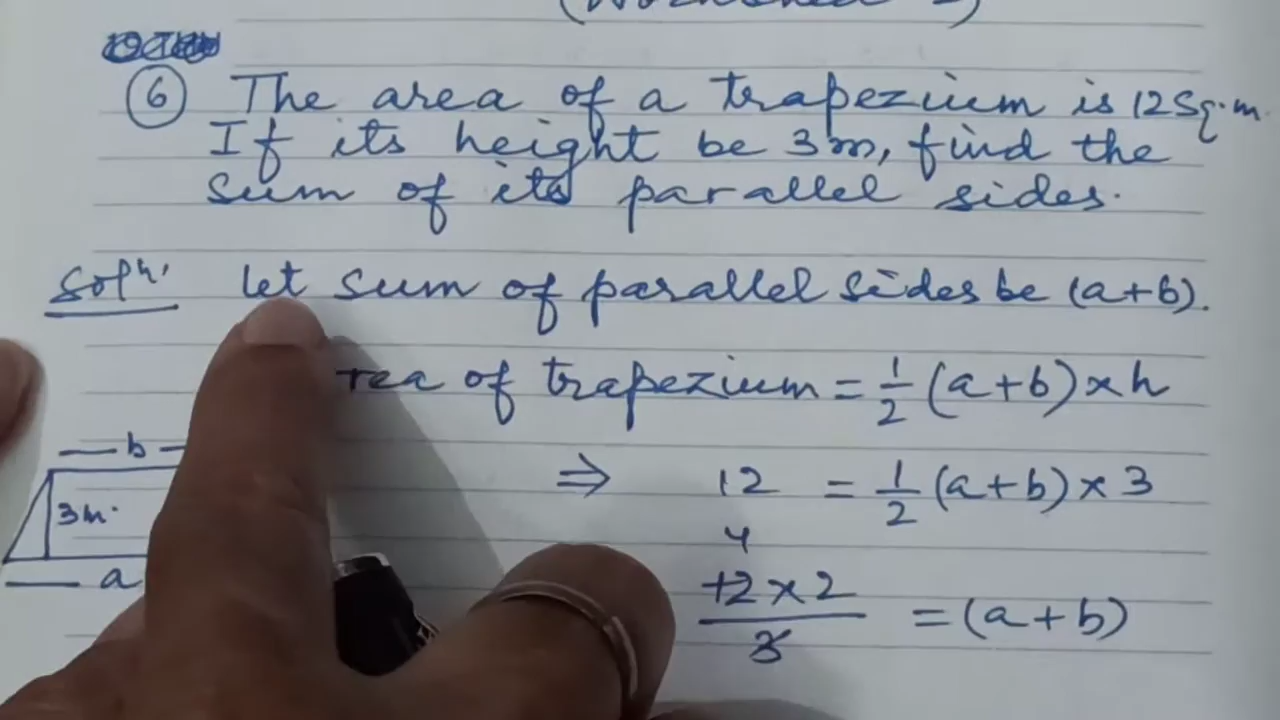 6 The area of a trapezium is 12 Sq.m.
If its height be 3m, find the
sum of its parallel sides.
Soln. let sum of parallel sides be (a+b).
rea of trapezium = 1/2 (a+b) × h
⇒ 12 = 1/2 (a+b) × 3
4
12 × 2 / 3 = (a+b)
b
3m.
a